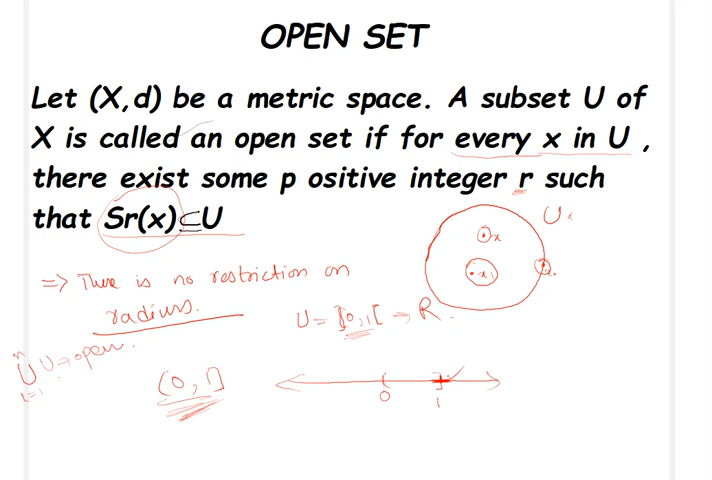 OPEN SET
Let (X,d) be a metric space. A subset U of
X is called an open set if for every x in U ,
there exist some p ositive integer r such
that Sr(x)⊆U
U
x
x₁
x
=> There is no restriction on
radius.
U = ]0,1[ → R.
n
U U → open.
i=1
(0,1]
0
1